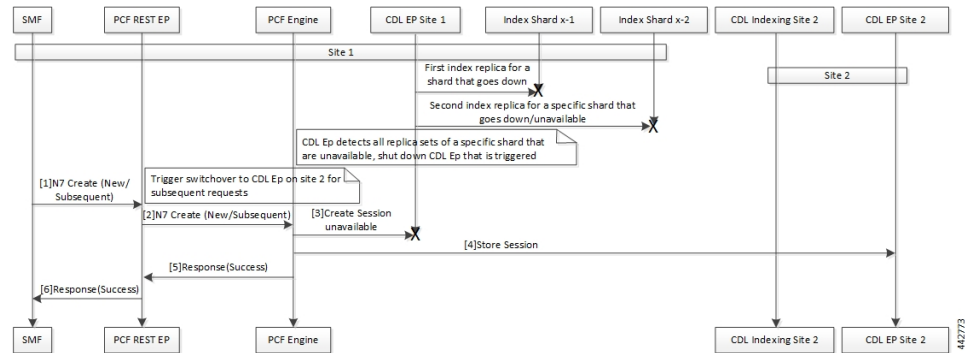 SMF
PCF REST EP
PCF Engine
CDL EP Site 1
Index Shard x-1
Index Shard x-2
CDL Indexing Site 2
CDL EP Site 2
Site 1
First index replica for a
shard that goes down
Site 2
Second index replica for a specific shard that
goes down/unavailable
CDL Ep detects all replica sets of a specific shard that
are unavailable, shut down CDL Ep that is triggered
[1]N7 Create (New/
Subsequent)
Trigger switchover to CDL Ep on site 2 for
subsequent requests
[2]N7 Create (New/Subsequent)
[3]Create Session
unavailable
[4]Store Session
[5]Response(Success)
[6]Response(Success)
SMF
PCF REST EP
PCF Engine
CDL Indexing Site 2
CDL EP Site 2
442773